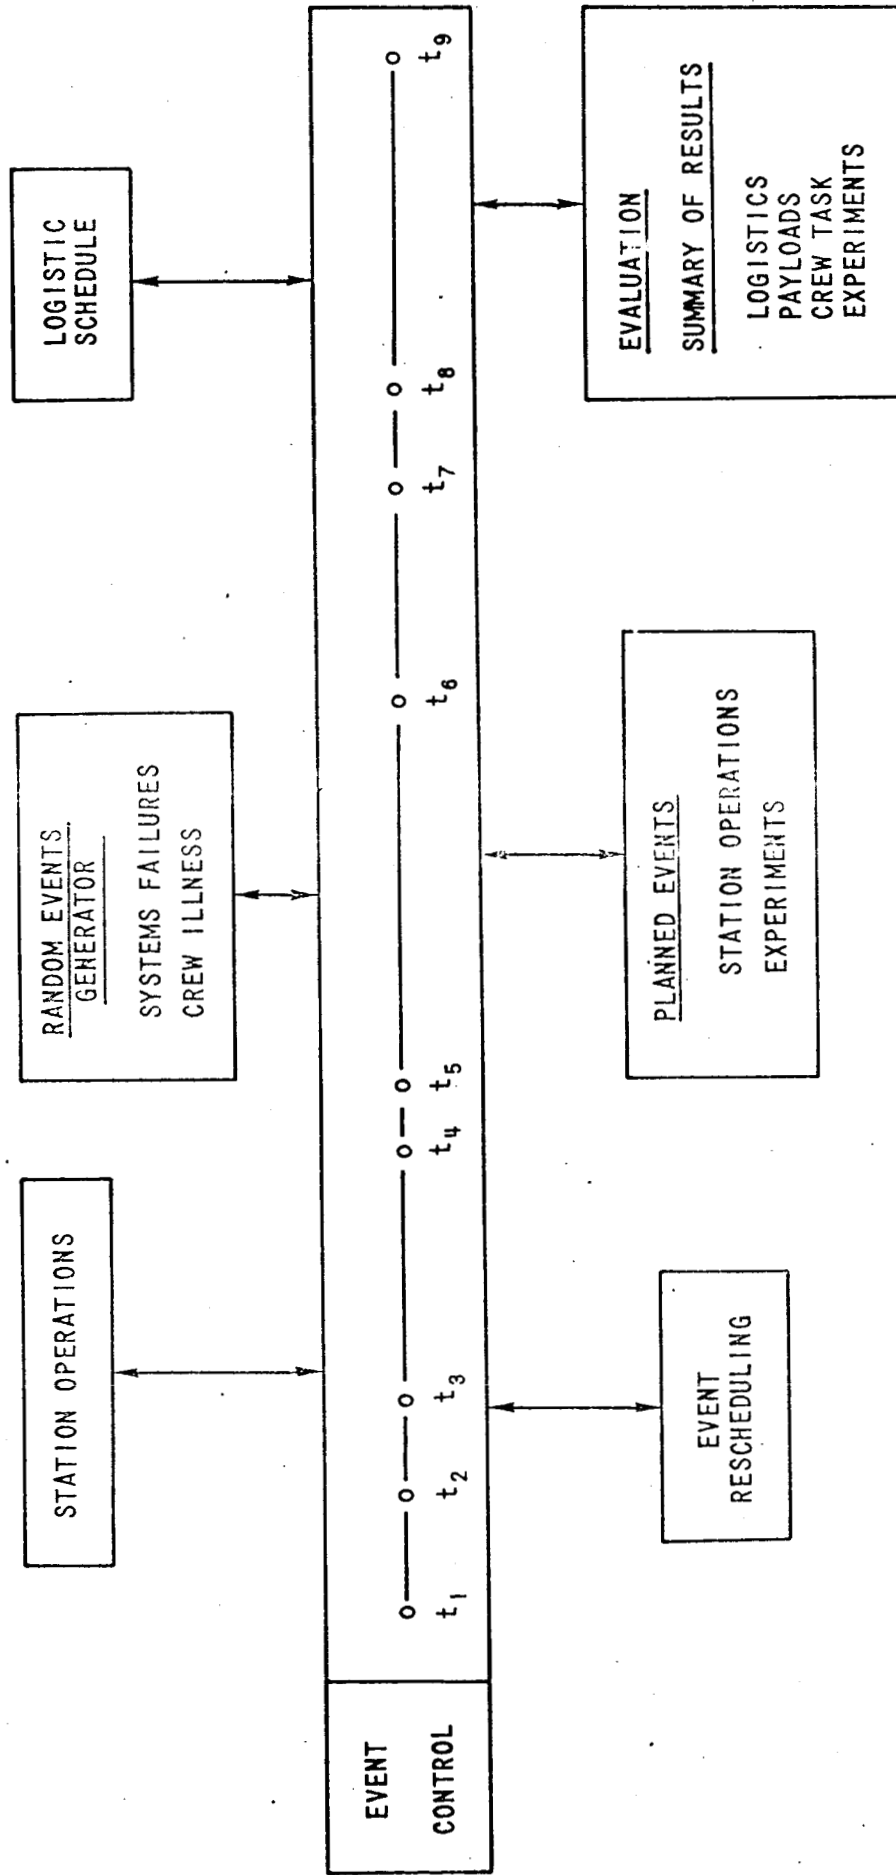 STATION OPERATIONS
RANDOM EVENTS
GENERATOR
SYSTEMS FAILURES
CREW ILLNESS
LOGISTIC
SCHEDULE
EVENT
CONTROL
t1 t2 t3 t4 t5 t6 t7 t8 t9
EVENT
RESCHEDULING
PLANNED EVENTS
STATION OPERATIONS
EXPERIMENTS
EVALUATION
SUMMARY OF RESULTS
LOGISTICS
PAYLOADS
CREW TASK
EXPERIMENTS